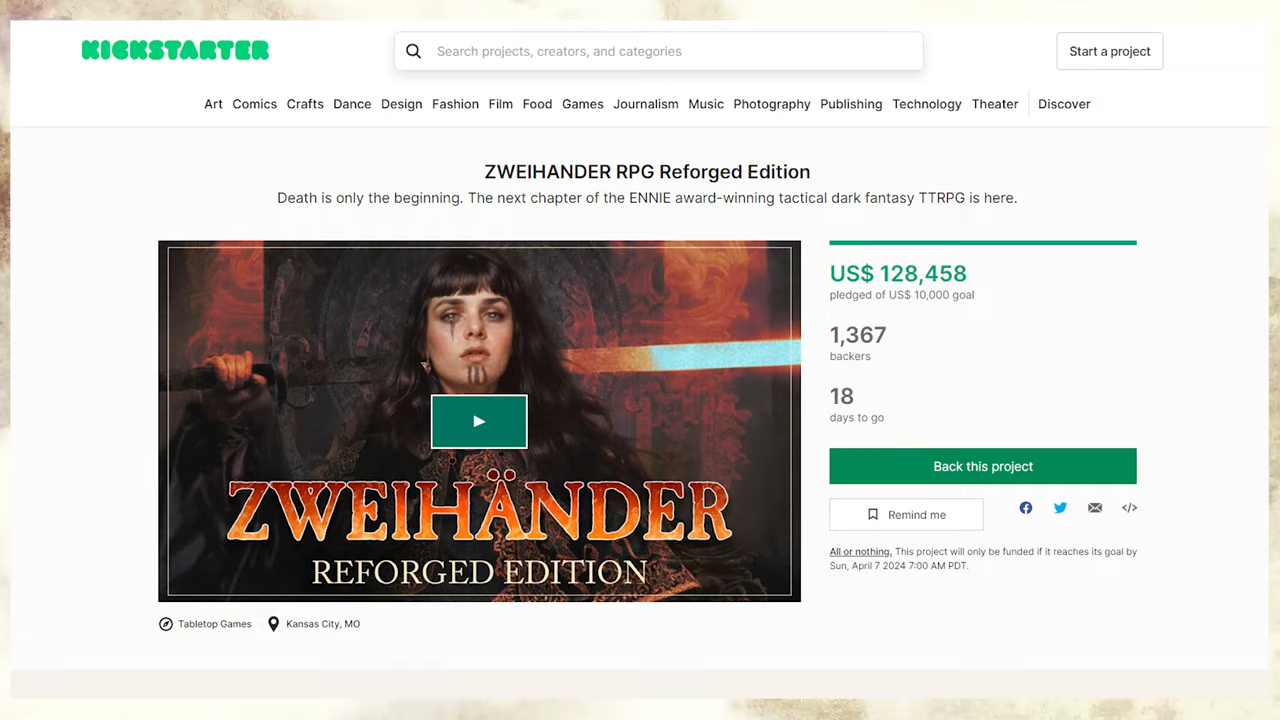 KICKSTARTER
Search projects, creators, and categories
Start a project
Art Comics Crafts Dance Design Fashion Film Food Games Journalism Music Photography Publishing Technology Theater Discover
ZWEIHANDER RPG Reforged Edition
Death is only the beginning. The next chapter of the ENNIE award-winning tactical dark fantasy TTRPG is here.
ZWEIHÄNDER
REFORGED EDITION
US$ 128,458
pledged of US$ 10,000 goal
1,367
backers
18
days to go
Back this project
Remind me
All or nothing. This project will only be funded if it reaches its goal by
Sun, April 7 2024 7:00 AM PDT.
Tabletop Games Kansas City, MO